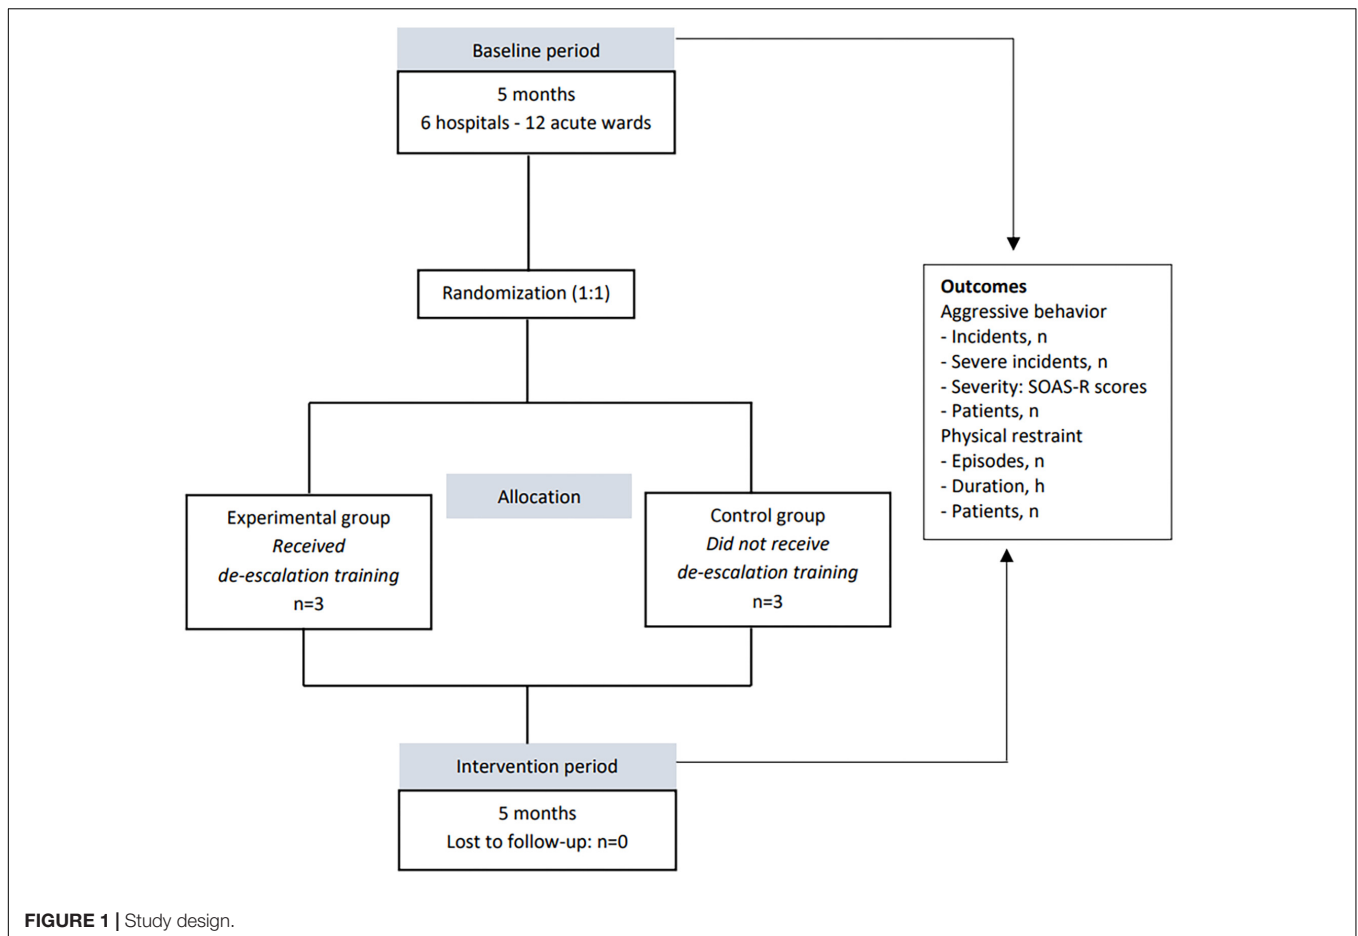 Baseline period
5 months
6 hospitals - 12 acute wards
Randomization (1:1)
Allocation
Experimental group
Received
de-escalation training
n=3
Control group
Did not receive
de-escalation training
n=3
Intervention period
5 months
Lost to follow-up: n=0
Outcomes
Aggressive behavior
- Incidents, n
- Severe incidents, n
- Severity: SOAS-R scores
- Patients, n
Physical restraint
- Episodes, n
- Duration, h
- Patients, n
FIGURE 1 | Study design.